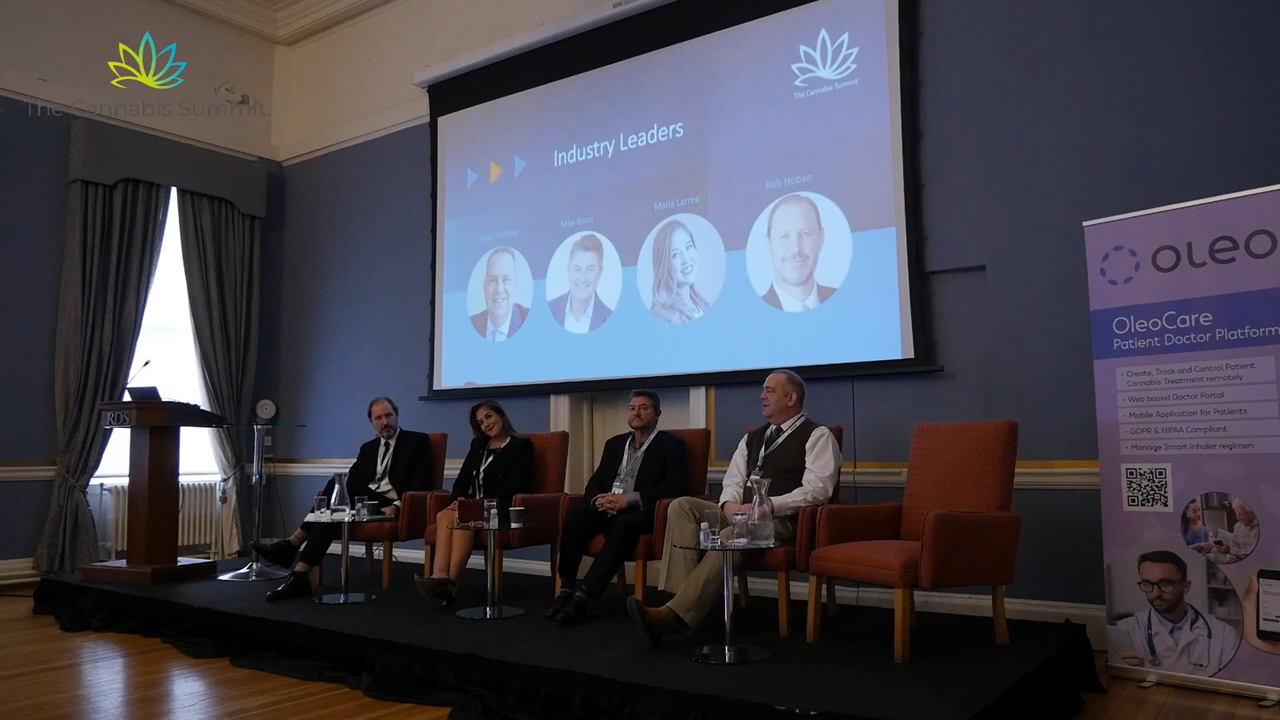 The Cannabis Summit.
The Cannabis Summit
Industry Leaders
Maria Larrea
Bob Hoban
RDS
OLEO
OleoCare
Patient Doctor Platform
- Create, Track and Control Patient
Cannabis Treatment remotely
- Web based Doctor Portal
- Mobile Application for Patients
- GDPR & HIPAA Compliant
- Manage Smart Inhaler regimen